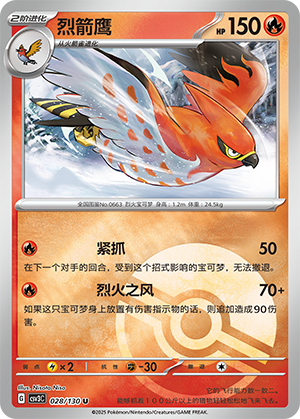 2阶进化
烈箭鹰
HP 150
从火箭雀进化
全国图鉴No.0663 烈火宝可梦 身高：1.2m 体重：24.5kg
紧抓 50
在下一个对手的回合，受到这个招式影响的宝可梦，无法撤退。
烈火之风 70+
如果这只宝可梦身上放置有伤害指示物的话，则追加造成90伤
害。
弱点 ×2 抗性 -30 撤退
Illus. Nisota Niso
G CSV3C 028/130 U
©2025 Pokémon/Nintendo/Creatures/GAME FREAK.